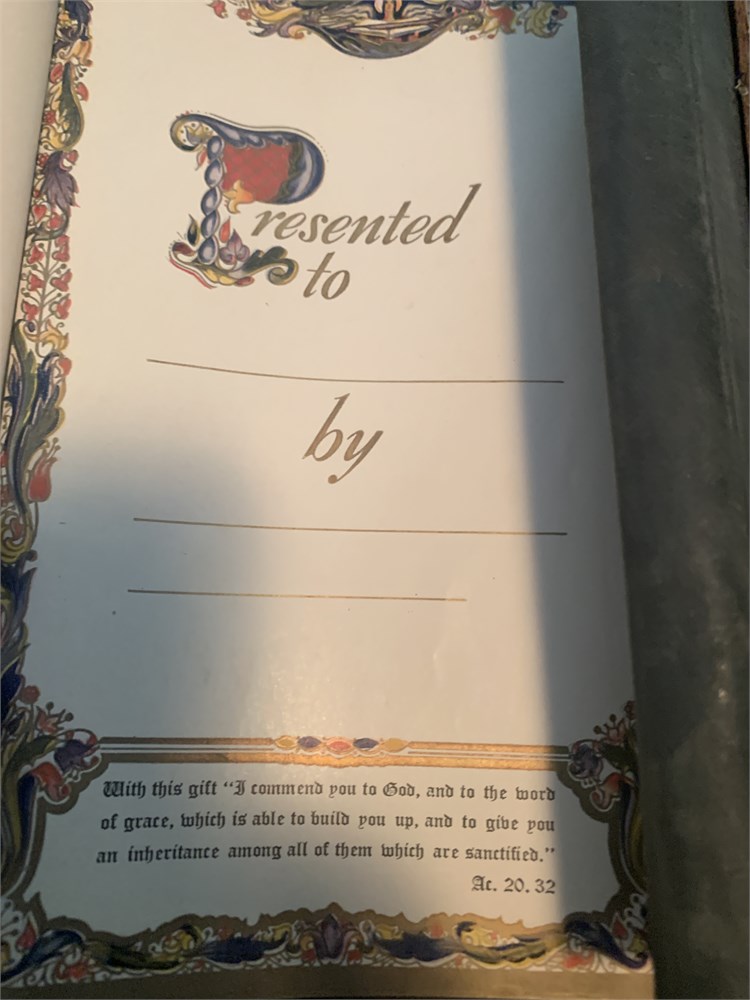 Presented
to
by
With this gift “I commend you to God, and to the word
of grace, which is able to build you up, and to give you
an inheritance among all of them which are sanctified.”
Ac. 20. 32